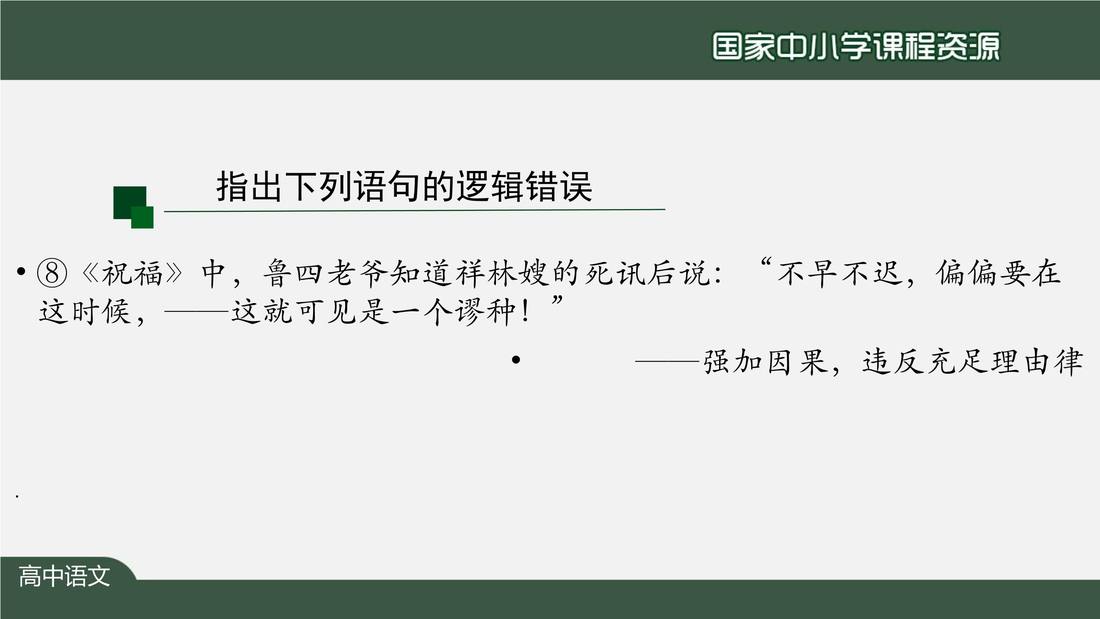 国家中小学课程资源
指出下列语句的逻辑错误
•⑧《祝福》中，鲁四老爷知道祥林嫂的死讯后说：“不早不迟，偏偏要在
这时候，——这就可见是一个谬种！”
• ——强加因果，违反充足理由律
.
高中语文